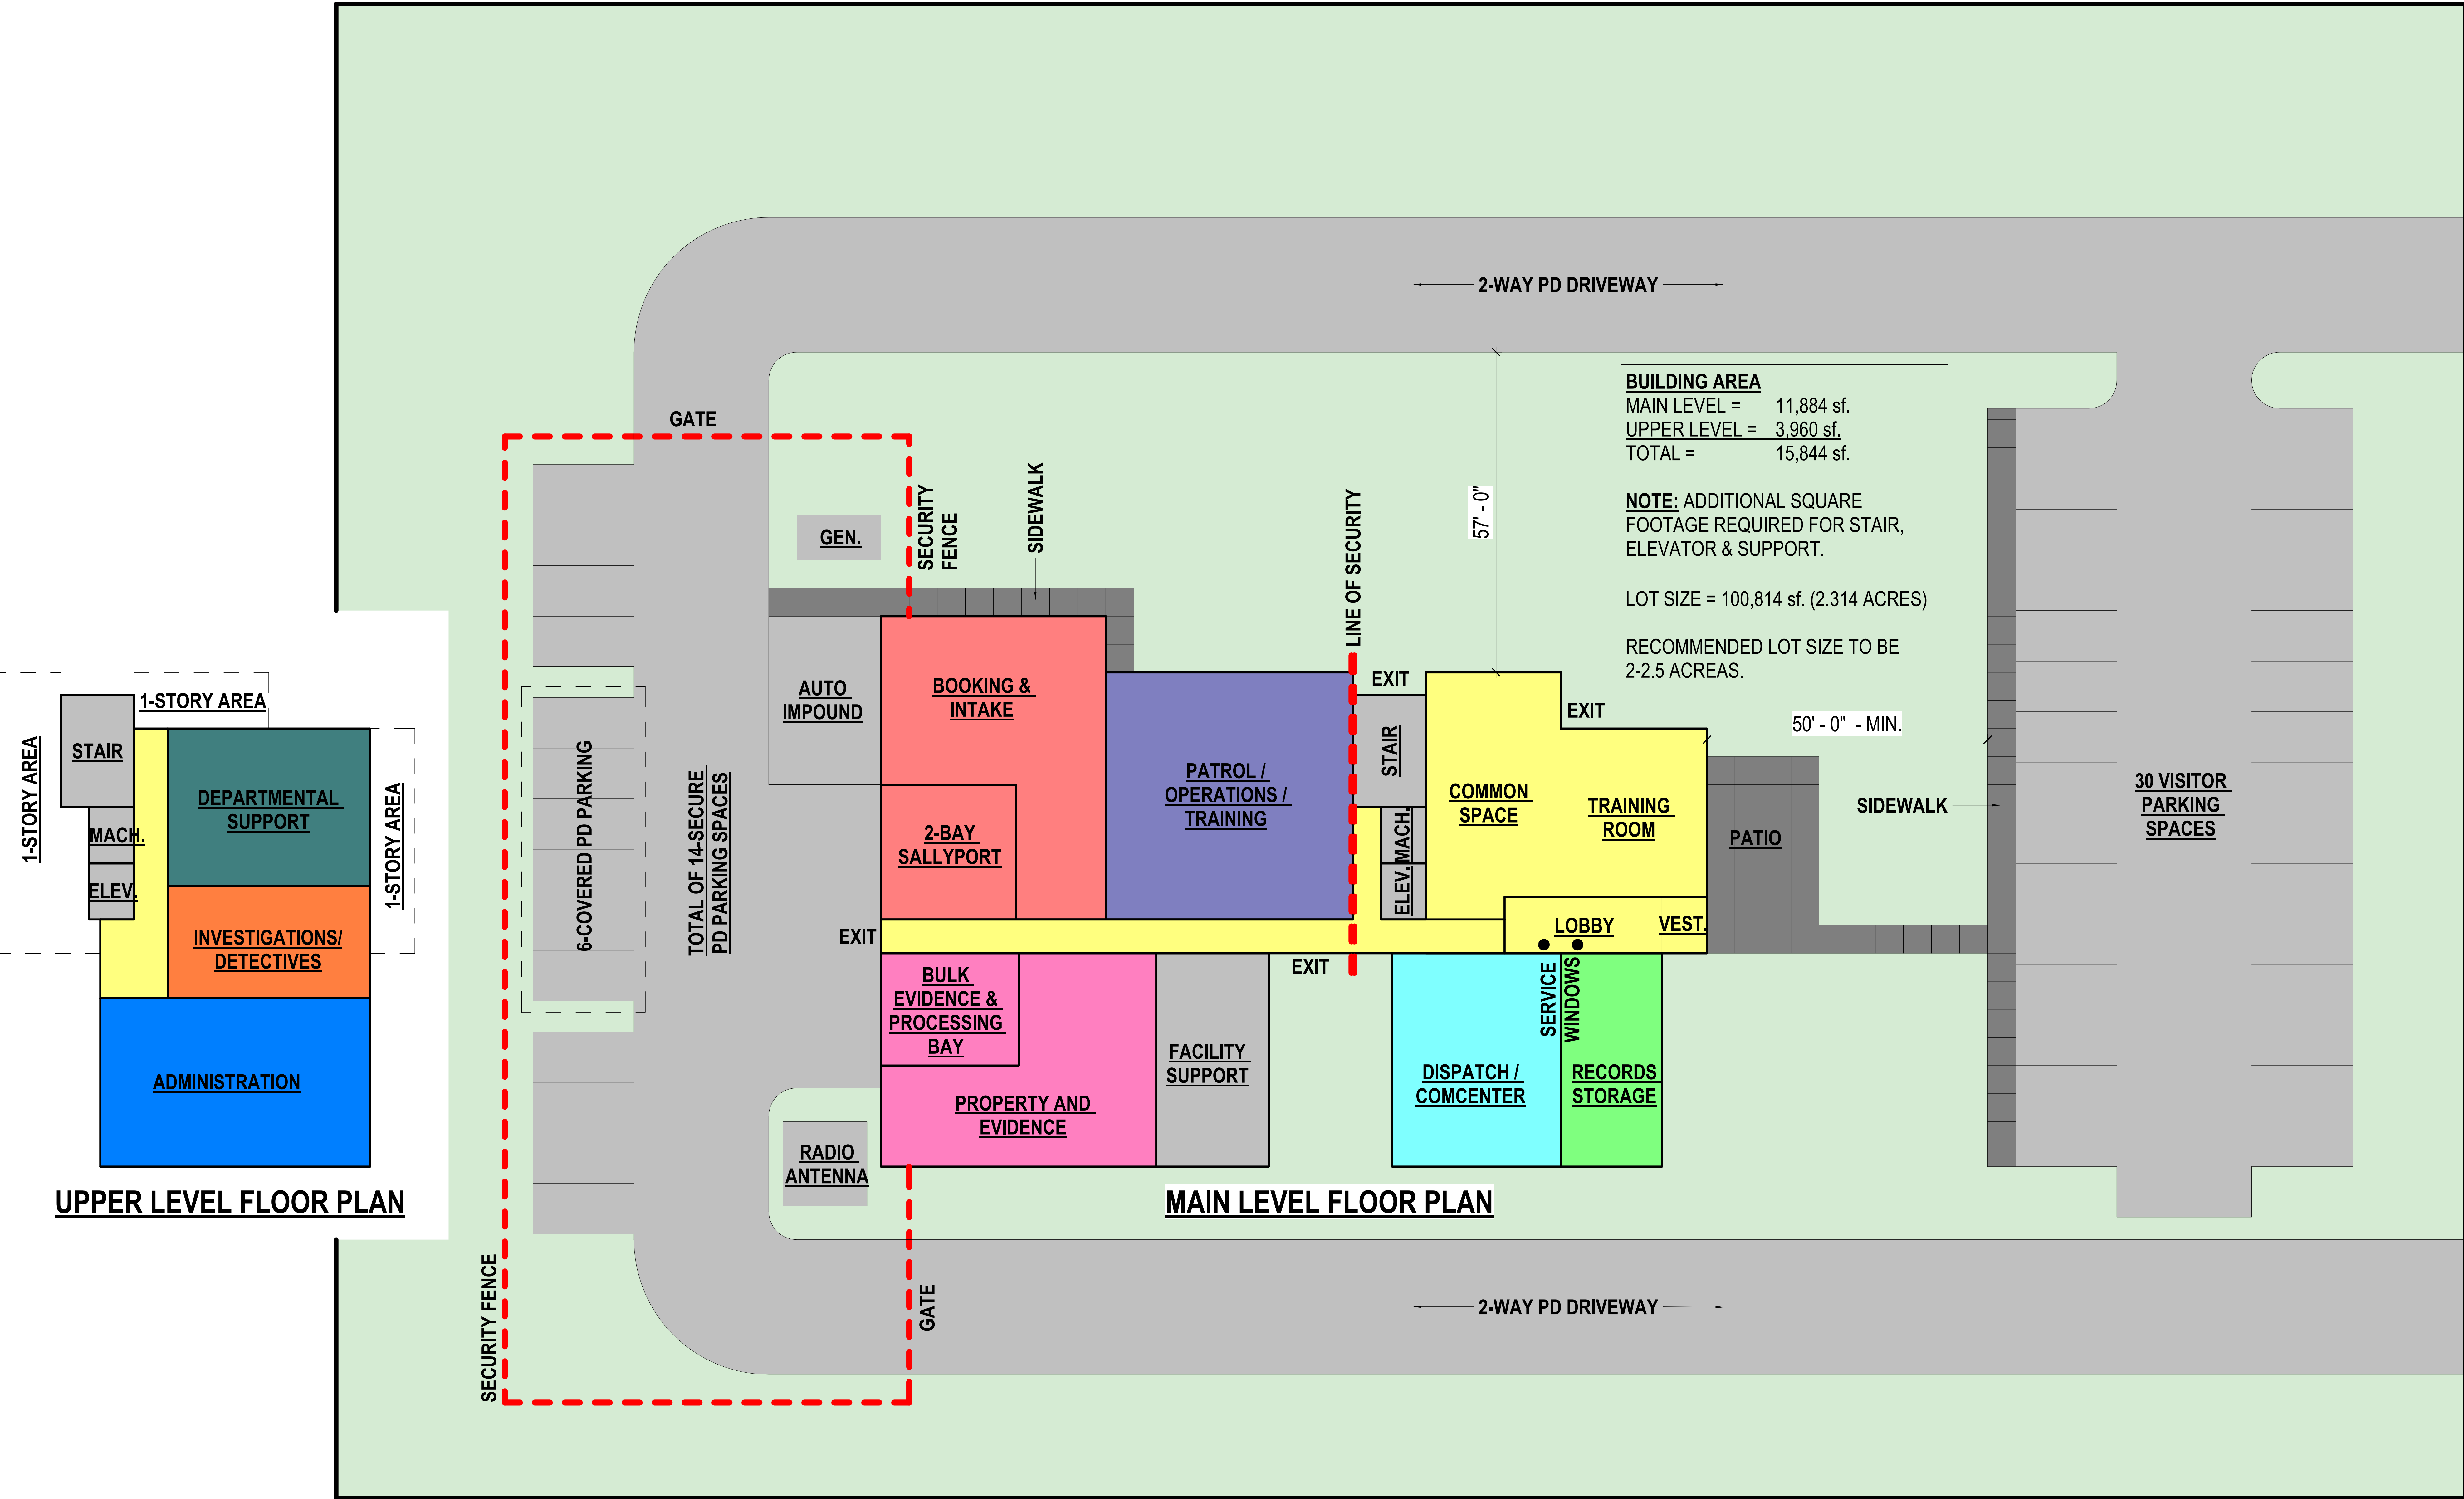 2-WAY PD DRIVEWAY
BUILDING AREA
MAIN LEVEL = 11,884 sf.
UPPER LEVEL = 3,960 sf.
TOTAL = 15,844 sf.
NOTE: ADDITIONAL SQUARE
FOOTAGE REQUIRED FOR STAIR,
ELEVATOR & SUPPORT.
LOT SIZE = 100,814 sf. (2.314 ACRES)
RECOMMENDED LOT SIZE TO BE
2-2.5 ACREAS.
GATE
SECURITY
FENCE
SIDEWALK
GEN.
57' - 0"
LINE OF SECURITY
1-STORY AREA
1-STORY AREA
1-STORY AREA
STAIR
MACH.
ELEV.
DEPARTMENTAL
SUPPORT
INVESTIGATIONS/
DETECTIVES
ADMINISTRATION
UPPER LEVEL FLOOR PLAN
6-COVERED PD PARKING
TOTAL OF 14-SECURE
PD PARKING SPACES
AUTO
IMPOUND
BOOKING &
INTAKE
2-BAY
SALLYPORT
PATROL /
OPERATIONS /
TRAINING
EXIT
STAIR
MACH.
ELEV.
COMMON
SPACE
EXIT
TRAINING
ROOM
50' - 0" - MIN.
PATIO
SIDEWALK
30 VISITOR
PARKING
SPACES
EXIT
LOBBY
VEST.
EXIT
SERVICE
WINDOWS
BULK
EVIDENCE &
PROCESSING
BAY
PROPERTY AND
EVIDENCE
FACILITY
SUPPORT
DISPATCH /
COMCENTER
RECORDS
STORAGE
RADIO
ANTENNA
MAIN LEVEL FLOOR PLAN
SECURITY FENCE
GATE
2-WAY PD DRIVEWAY